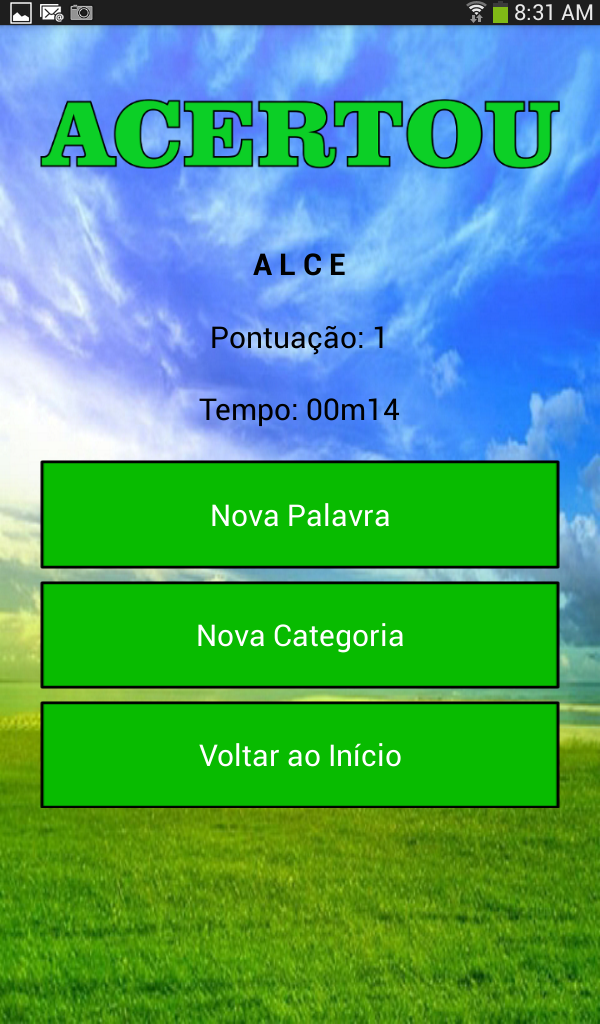 8:31 AM
ACERTOU
A L C E
Pontuação: 1
Tempo: 00m14
Nova Palavra
Nova Categoria
Voltar ao Início